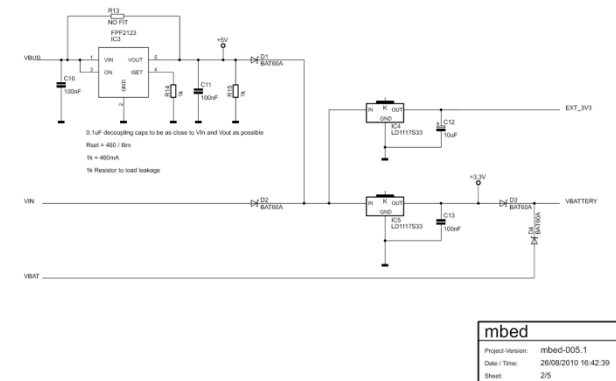 R13
NO FIT
FPF2123
IC3
VBUS
1 VIN VOUT 5
3 ON ISET 4
GND
2
C10
100nF
R14
1k
C11
100nF
R15
1k
+5V
D1
BAT60A
0.1uF decoupling caps to be as close to Vin and Vout as possible
Rset = 460 / Ilim
1k = 460mA
1k Resistor to load leakage
IN K OUT
GND
IC4
LD1117S33
C12
10uF
EXT_3V3
VIN
D2
BAT60A
IN K OUT
GND
IC5
LD1117S33
C13
100nF
+3.3V
D3
BAT60A
VBATTERY
D4
BAT60A
VBAT
mbed
Project-Version: mbed-005.1
Date / Time: 26/08/2010 16:42:39
Sheet: 2/5